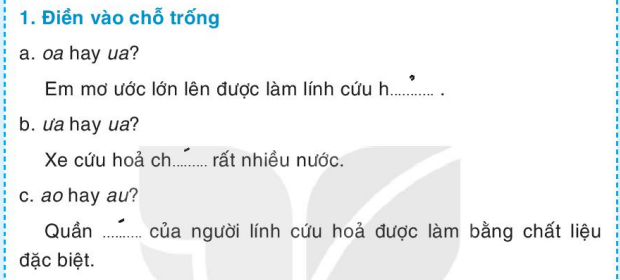 1. Điền vào chỗ trống
a. oa hay ua?
Em mơ ước lớn lên được làm lính cứu h...̉........ .
b. ưa hay ua?
Xe cứu hoả ch...́...... rất nhiều nước.
c. ao hay au?
Quần ....́...... của người lính cứu hoả được làm bằng chất liệu
đặc biệt.